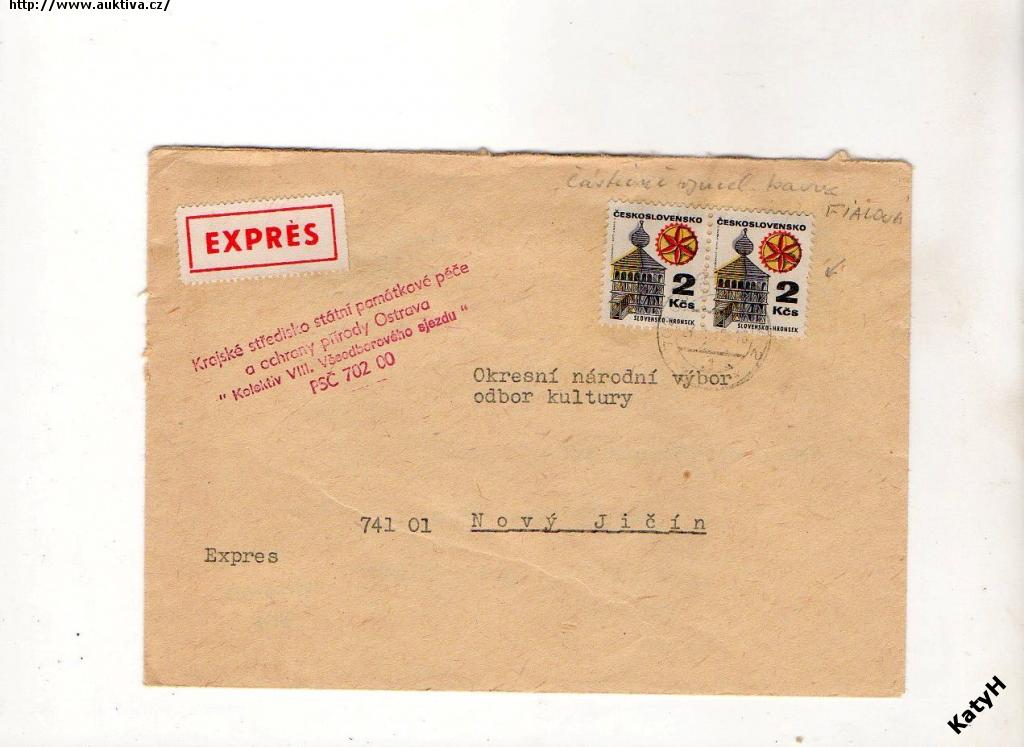 http://www.auktiva.cz/
FIALOVÁ
EXPRÈS
ČESKOSLOVENSKO
2
Kčs
SLOVENSKO-HRONSEK
ČESKOSLOVENSKO
2
Kčs
SLOVENSKO-HRONSEK
Krajské středisko státní památkové péče
a ochrany přírody Ostrava
" Kolektiv VIII. Všeodborového sjezdu "
PSČ 702 00
Okresní národní výbor
odbor kultury
741 01 Nový Jičín
Expres
KatyH